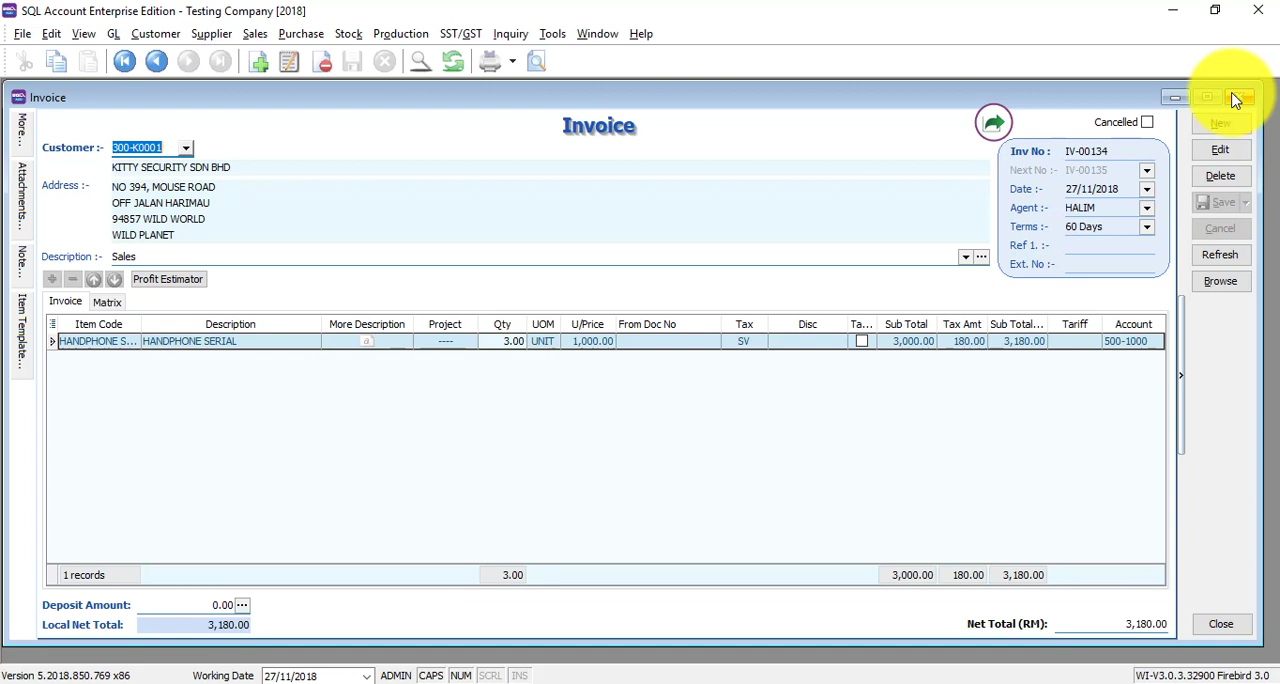 SQL Account Enterprise Edition - Testing Company [2018]
File Edit View GL Customer Supplier Sales Purchase Stock Production SST/GST Inquiry Tools Window Help
Invoice
More...
Attachments...
Note...
Item Template...
Invoice
Cancelled
Customer :- 300-K0001
KITTY SECURITY SDN BHD
Address :- NO 394, MOUSE ROAD
OFF JALAN HARIMAU
94857 WILD WORLD
WILD PLANET
Description :- Sales
Inv No : IV-00134
Next No :- IV-00135
Date :- 27/11/2018
Agent :- HALIM
Terms :- 60 Days
Ref 1. :-
Ext. No :-
New
Edit
Delete
Save
Cancel
Refresh
Browse
Profit Estimator
Invoice Matrix
Item Code Description More Description Project Qty UOM U/Price From Doc No Tax Disc Ta... Sub Total Tax Amt Sub Total... Tariff Account
HANDPHONE S... HANDPHONE SERIAL ---- 3.00 UNIT 1,000.00 SV 3,000.00 180.00 3,180.00 500-1000
1 records 3.00 3,000.00 180.00 3,180.00
Deposit Amount: 0.00
Local Net Total: 3,180.00
Net Total (RM): 3,180.00
Close
Version 5.2018.850.769 x86 Working Date 27/11/2018 ADMIN CAPS NUM SCRL INS WI-V3.0.3.32900 Firebird 3.0